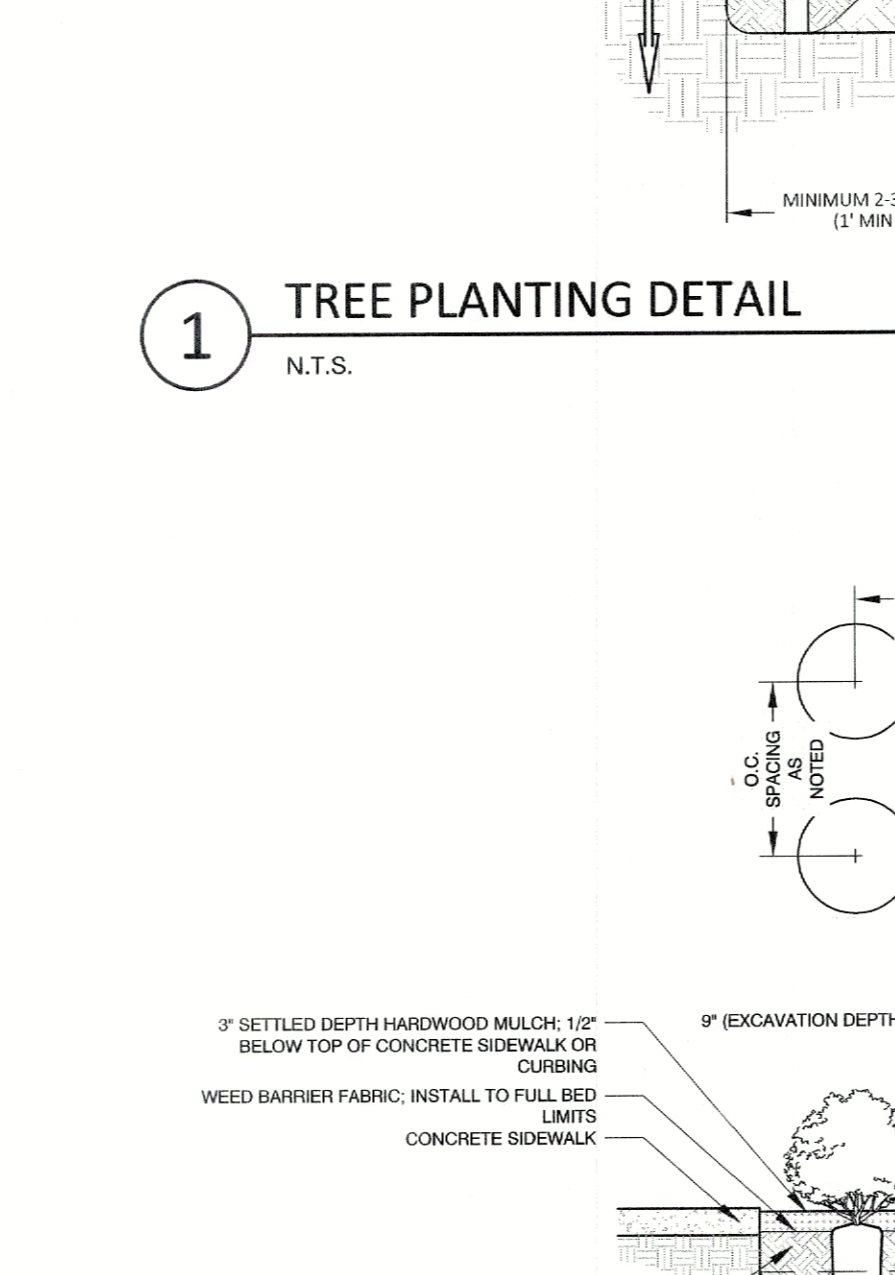 MINIMUM 2-3
(1' MIN
1
TREE PLANTING DETAIL
N.T.S.
O.C.
SPACING
AS
NOTED
3" SETTLED DEPTH HARDWOOD MULCH; 1/2"
BELOW TOP OF CONCRETE SIDEWALK OR
CURBING
9" (EXCAVATION DEPTH
WEED BARRIER FABRIC; INSTALL TO FULL BED
LIMITS
CONCRETE SIDEWALK